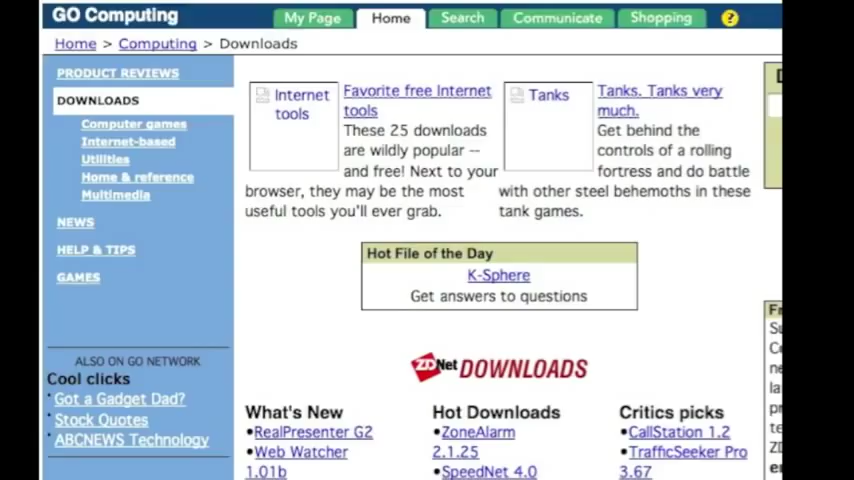 GO Computing
My Page
Home
Search
Communicate
Shopping
?
Home > Computing > Downloads
PRODUCT REVIEWS
DOWNLOADS
Computer games
Internet-based
Utilities
Home & reference
Multimedia
NEWS
HELP & TIPS
GAMES
ALSO ON GO NETWORK
Cool clicks
Got a Gadget Dad?
Stock Quotes
ABCNEWS Technology
Internet
tools
Favorite free Internet
tools
These 25 downloads
are wildly popular --
and free! Next to your
browser, they may be the most
useful tools you'll ever grab.
Tanks
Tanks. Tanks very
much.
Get behind the
controls of a rolling
fortress and do battle
with other steel behemoths in these
tank games.
Hot File of the Day
K-Sphere
Get answers to questions
ZDNet DOWNLOADS
What's New
•RealPresenter G2
•Web Watcher
1.01b
Hot Downloads
•ZoneAlarm
2.1.25
•SpeedNet 4.0
Critics picks
•CallStation 1.2
•TrafficSeeker Pro
3.67